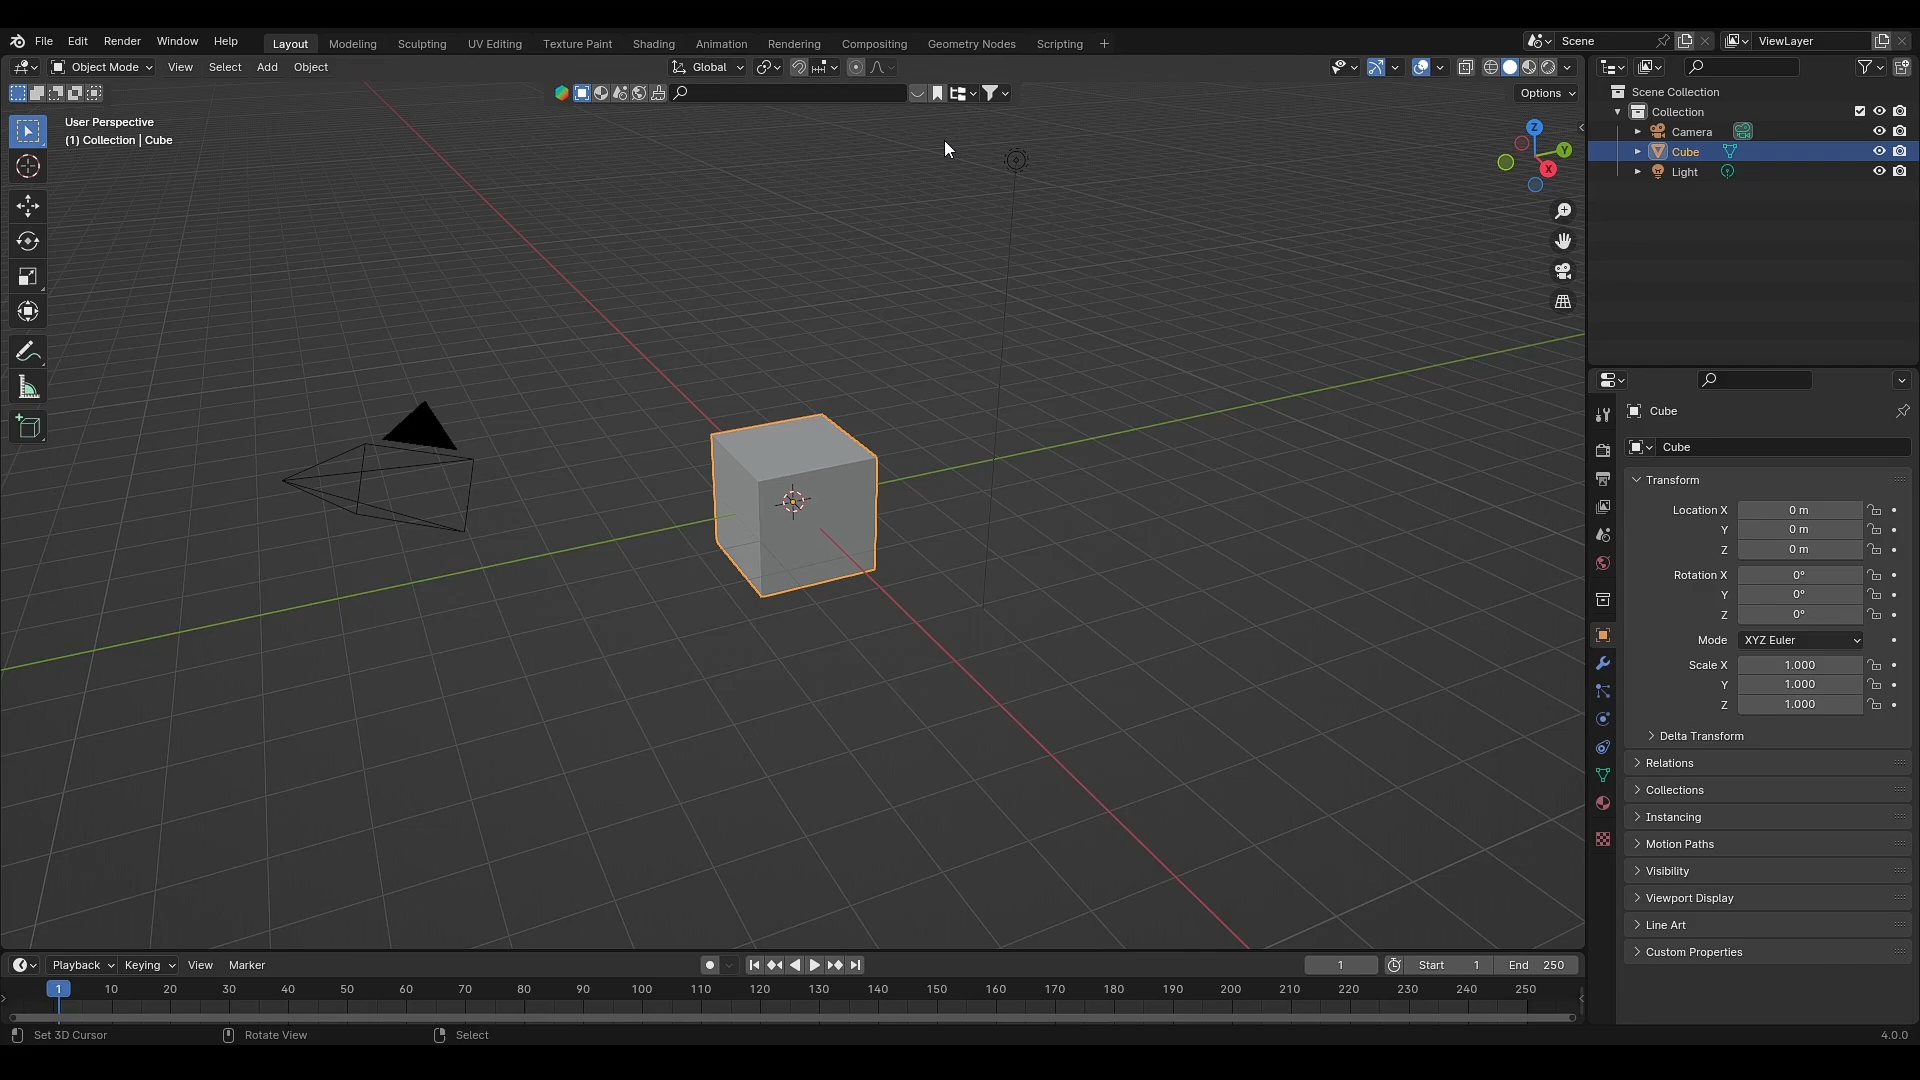 File Edit Render Window Help Layout Modeling Sculpting UV Editing Texture Paint Shading Animation Rendering Compositing Geometry Nodes Scripting + Scene ViewLayer
Object Mode View Select Add Object Global
Options
User Perspective
(1) Collection | Cube
Z
Y
X
Scene Collection
Collection
Camera
Cube
Light
Cube
Cube
Transform
Location X 0 m
Y 0 m
Z 0 m
Rotation X 0°
Y 0°
Z 0°
Mode XYZ Euler
Scale X 1.000
Y 1.000
Z 1.000
Delta Transform
Relations
Collections
Instancing
Motion Paths
Visibility
Viewport Display
Line Art
Custom Properties
Playback Keying View Marker 1 Start 1 End 250
1 10 20 30 40 50 60 70 80 90 100 110 120 130 140 150 160 170 180 190 200 210 220 230 240 250
Set 3D Cursor Rotate View Select 4.0.0